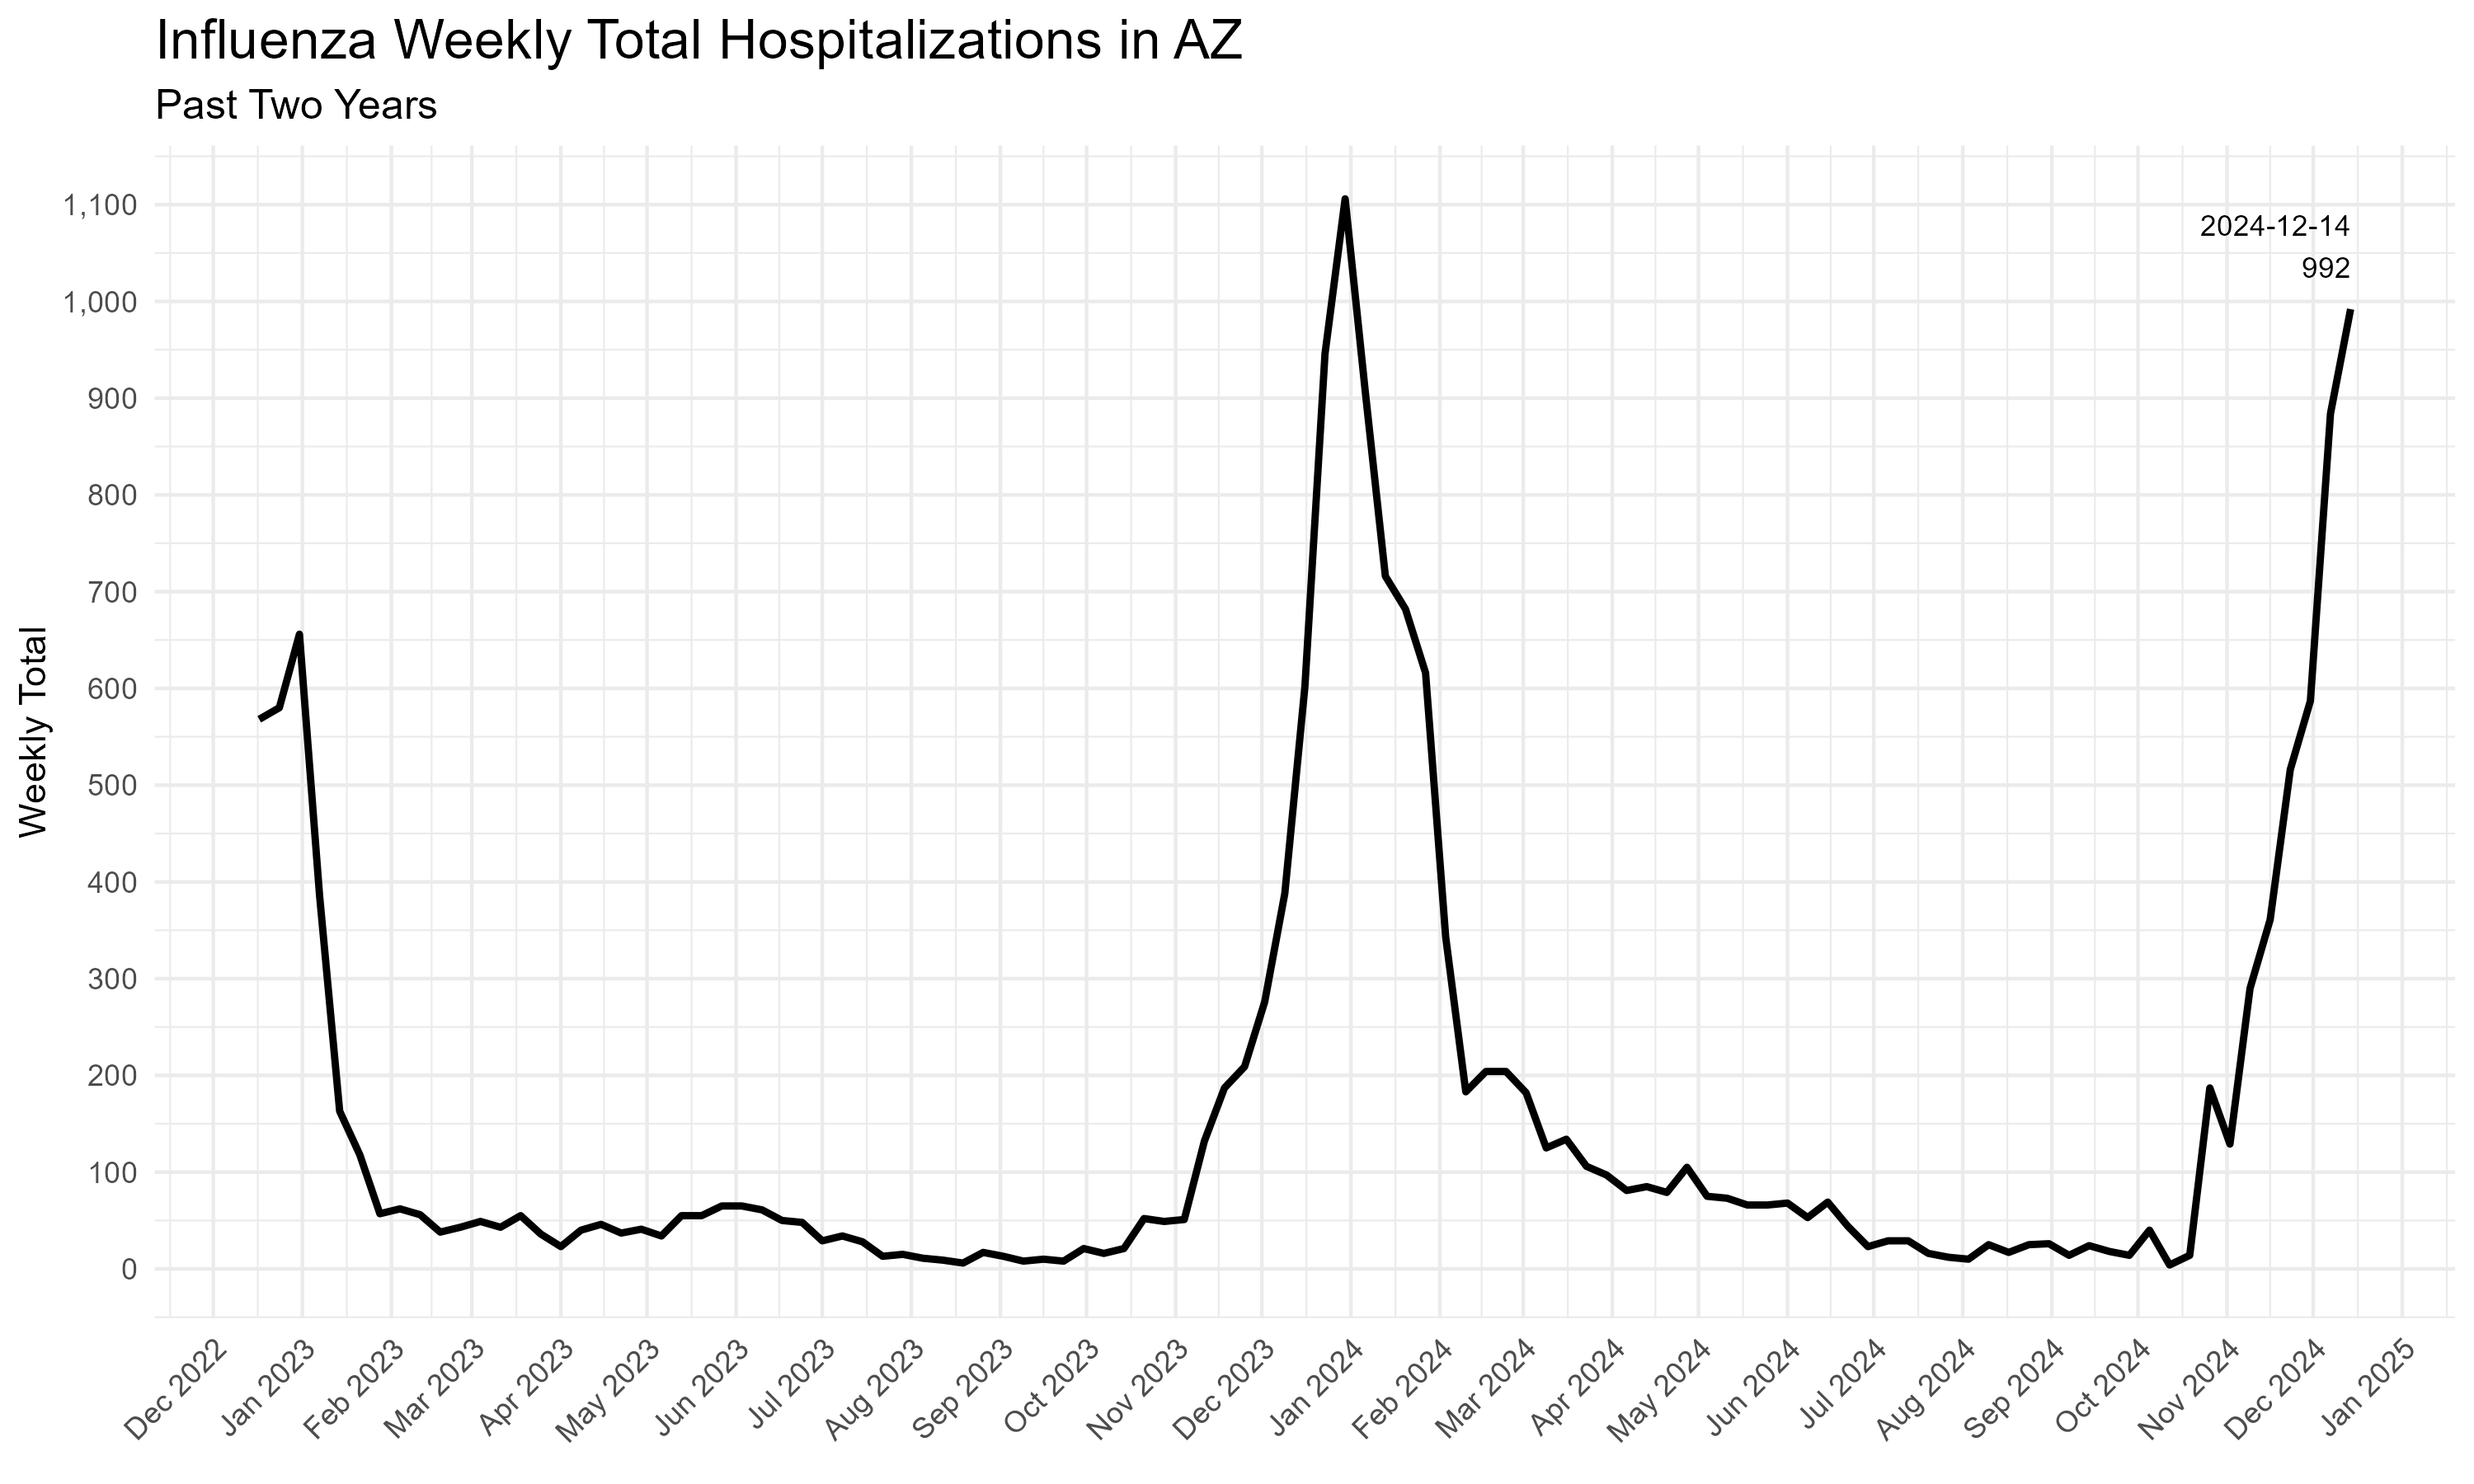 Influenza Weekly Total Hospitalizations in AZ
Past Two Years
Weekly Total
1,100
1,000
900
800
700
600
500
400
300
200
100
0
2024-12-14
992
Dec 2022
Jan 2023
Feb 2023
Mar 2023
Apr 2023
May 2023
Jun 2023
Jul 2023
Aug 2023
Sep 2023
Oct 2023
Nov 2023
Dec 2023
Jan 2024
Feb 2024
Mar 2024
Apr 2024
May 2024
Jun 2024
Jul 2024
Aug 2024
Sep 2024
Oct 2024
Nov 2024
Dec 2024
Jan 2025